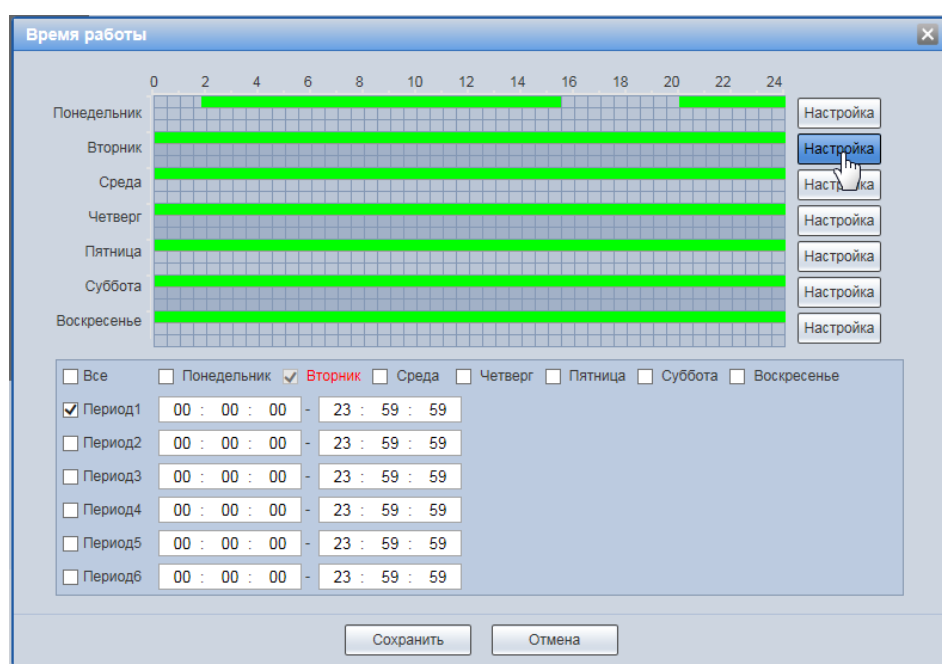 Время работы
0 2 4 6 8 10 12 14 16 18 20 22 24
Понедельник Настройка
Вторник Настройка
Среда Настройка
Четверг Настройка
Пятница Настройка
Суббота Настройка
Воскресенье Настройка
Все Понедельник Вторник Среда Четверг Пятница Суббота Воскресенье
Период1 00 : 00 : 00 - 23 : 59 : 59
Период2 00 : 00 : 00 - 23 : 59 : 59
Период3 00 : 00 : 00 - 23 : 59 : 59
Период4 00 : 00 : 00 - 23 : 59 : 59
Период5 00 : 00 : 00 - 23 : 59 : 59
Период6 00 : 00 : 00 - 23 : 59 : 59
Сохранить Отмена